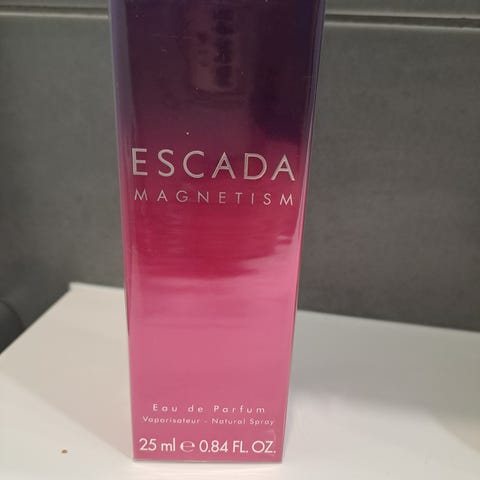 ESCADA
MAGNETISM
Eau de Parfum
Vaporisateur - Natural Spray
25 ml ℮ 0.84 FL. OZ.